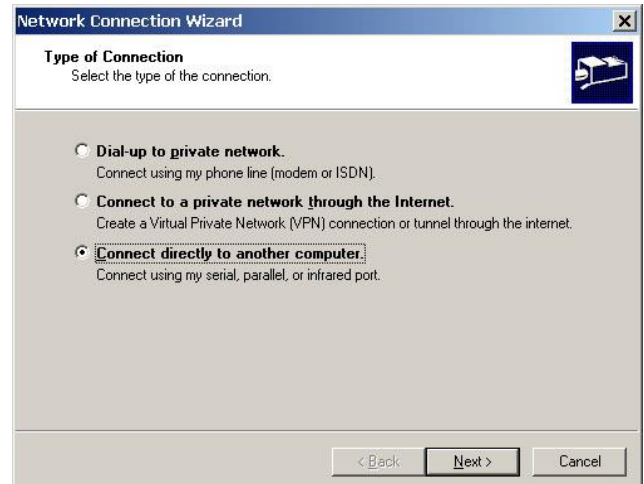 Network Connection Wizard
Type of Connection
Select the type of the connection.
Dial-up to private network.
Connect using my phone line (modem or ISDN).
Connect to a private network through the Internet.
Create a Virtual Private Network (VPN) connection or tunnel through the internet.
Connect directly to another computer.
Connect using my serial, parallel, or infrared port.
< Back Next > Cancel